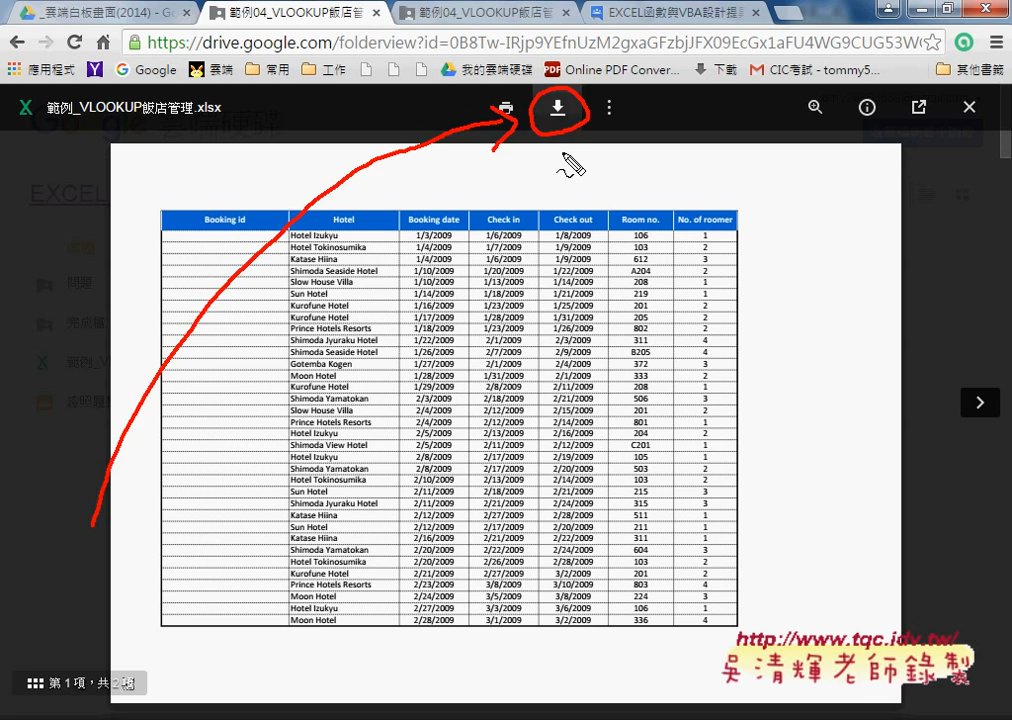 _雲端白板畫面(2014) - Go
範例04_VLOOKUP飯店管
範例04_VLOOKUP飯店管
EXCEL函數與VBA設計提
https://drive.google.com/folderview?id=0B8Tw-IRjp9YEfnUzM2gxaGFzbjJFX09EcGx1aFU4WG9CUG53W
應用程式 Google 雲端 常用 工作 我的雲端硬碟 Online PDF Conver... 下載 CIC考試 - tommy5... 其他書籤
範例_VLOOKUP飯店管理.xlsx
雲端硬碟
EXCEL
完成檔
Booking id Hotel Booking date Check in Check out Room no. No. of roomer
Hotel Izukyu 1/3/2009 1/6/2009 1/8/2009 106 1
Hotel Tokinosumika 1/4/2009 1/7/2009 1/9/2009 103 2
Katase Hiina 1/4/2009 1/6/2009 1/9/2009 612 3
Shimoda Seaside Hotel 1/10/2009 1/20/2009 1/22/2009 A204 2
Slow House Villa 1/10/2009 1/13/2009 1/14/2009 208 1
Sun Hotel 1/14/2009 1/18/2009 1/21/2009 219 1
Kurofune Hotel 1/16/2009 1/23/2009 1/25/2009 201 2
Kurofune Hotel 1/17/2009 1/28/2009 1/31/2009 205 2
Prince Hotels Resorts 1/18/2009 1/23/2009 1/26/2009 802 2
Shimoda Jyuraku Hotel 1/22/2009 2/1/2009 2/3/2009 311 4
Shimoda Seaside Hotel 1/26/2009 2/7/2009 2/9/2009 B205 4
Gotemba Kogen 1/27/2009 2/1/2009 2/4/2009 372 3
Moon Hotel 1/28/2009 1/31/2009 2/1/2009 333 2
Kurofune Hotel 1/29/2009 2/8/2009 2/11/2009 208 1
Shimoda Yamatokan 2/3/2009 2/18/2009 2/21/2009 506 3
Slow House Villa 2/4/2009 2/12/2009 2/15/2009 201 2
Prince Hotels Resorts 2/4/2009 2/12/2009 2/14/2009 801 1
Hotel Izukyu 2/5/2009 2/13/2009 2/16/2009 204 2
Shimoda View Hotel 2/5/2009 2/11/2009 2/12/2009 C201 1
Hotel Izukyu 2/8/2009 2/17/2009 2/19/2009 105 1
Shimoda Yamatokan 2/8/2009 2/17/2009 2/20/2009 503 2
Hotel Tokinosumika 2/10/2009 2/13/2009 2/14/2009 103 2
Sun Hotel 2/11/2009 2/18/2009 2/21/2009 215 3
Shimoda Jyuraku Hotel 2/11/2009 2/21/2009 2/24/2009 315 3
Katase Hiina 2/12/2009 2/27/2009 2/28/2009 511 1
Sun Hotel 2/12/2009 2/17/2009 2/20/2009 211 1
Katase Hiina 2/16/2009 2/21/2009 2/22/2009 311 1
Shimoda Yamatokan 2/20/2009 2/22/2009 2/24/2009 604 3
Hotel Tokinosumika 2/20/2009 2/26/2009 2/28/2009 103 2
Kurofune Hotel 2/21/2009 2/27/2009 3/2/2009 201 2
Prince Hotels Resorts 2/23/2009 3/8/2009 3/10/2009 803 4
Moon Hotel 2/24/2009 3/5/2009 3/8/2009 224 3
Hotel Izukyu 2/27/2009 3/3/2009 3/6/2009 106 1
Moon Hotel 2/28/2009 3/1/2009 3/2/2009 336 4
http://www.tqc.idv.tw/
吳清輝老師錄製
第 1 項，共 2 項